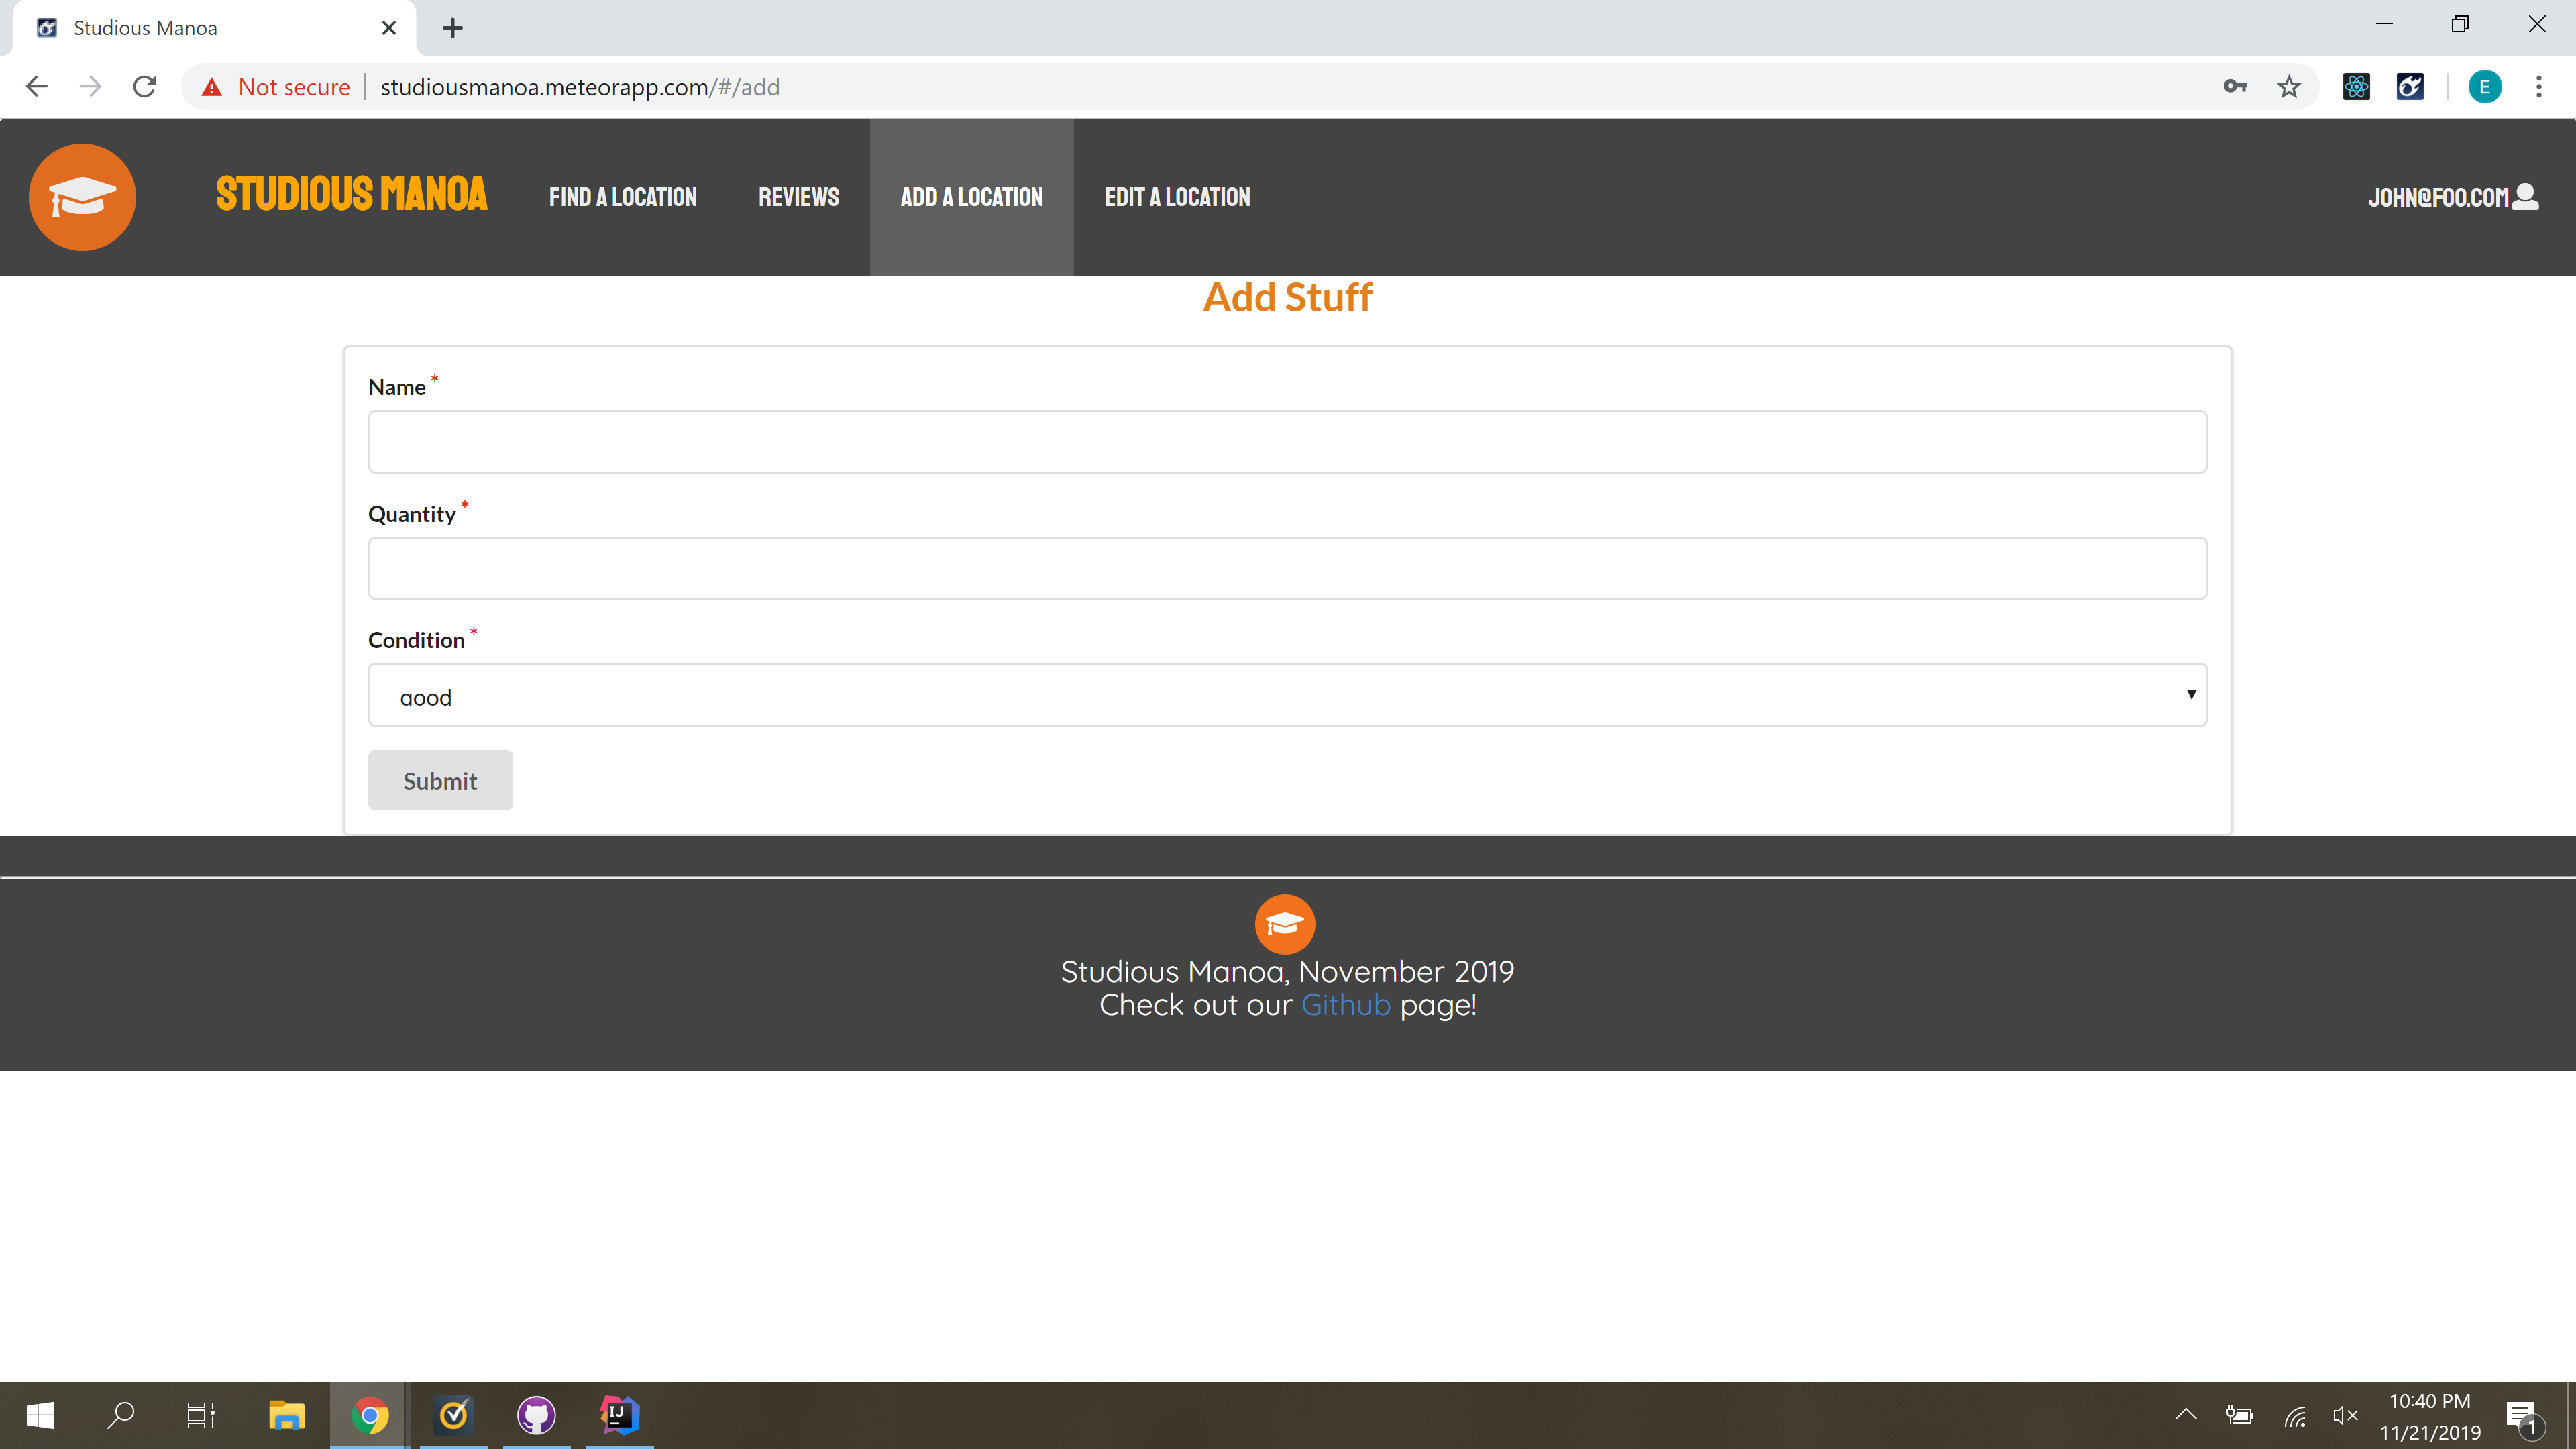 Studious Manoa
Not secure
studiousmanoa.meteorapp.com/#/add
E
STUDIOUS MANOA
FIND A LOCATION
REVIEWS
ADD A LOCATION
EDIT A LOCATION
JOHN@FOO.COM
Add Stuff
Name *
Quantity *
Condition *
good
Submit
Studious Manoa, November 2019
Check out our Github page!
IJ
10:40 PM
11/21/2019
1